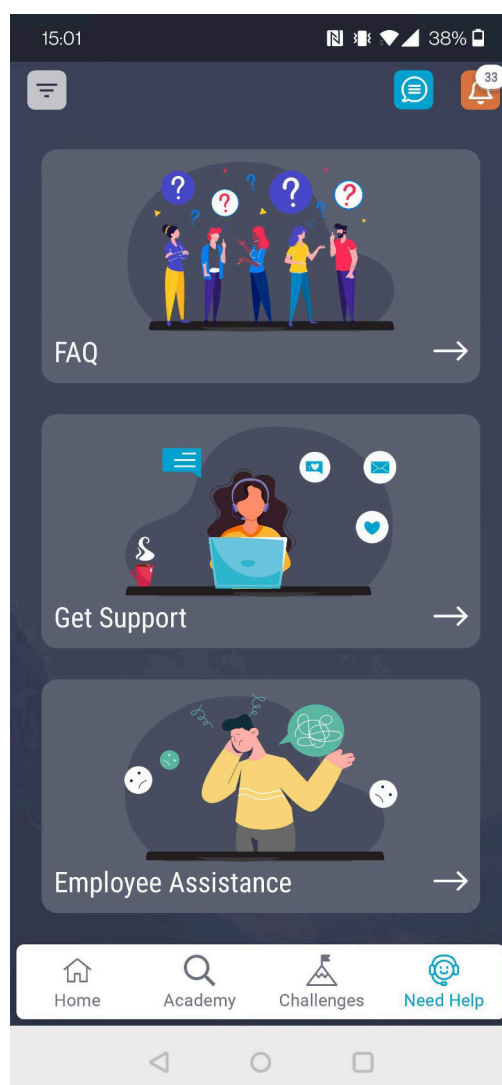 15:01 38%
33
? ? ? ? ? ?
FAQ
Get Support
Employee Assistance
Home Academy Challenges Need Help